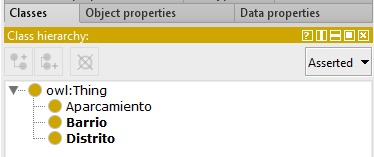 Classes
Object properties
Data properties
Class hierarchy:
Asserted
owl:Thing
Aparcamiento
Barrio
Distrito